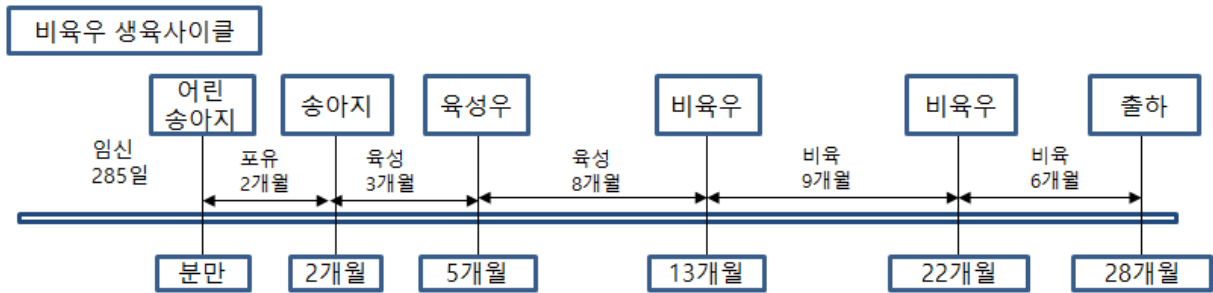 비육우 생육사이클
어린
송아지
송아지
육성우
비육우
비육우
출하
임신
285일
포유
2개월
육성
3개월
육성
8개월
비육
9개월
비육
6개월
분만
2개월
5개월
13개월
22개월
28개월